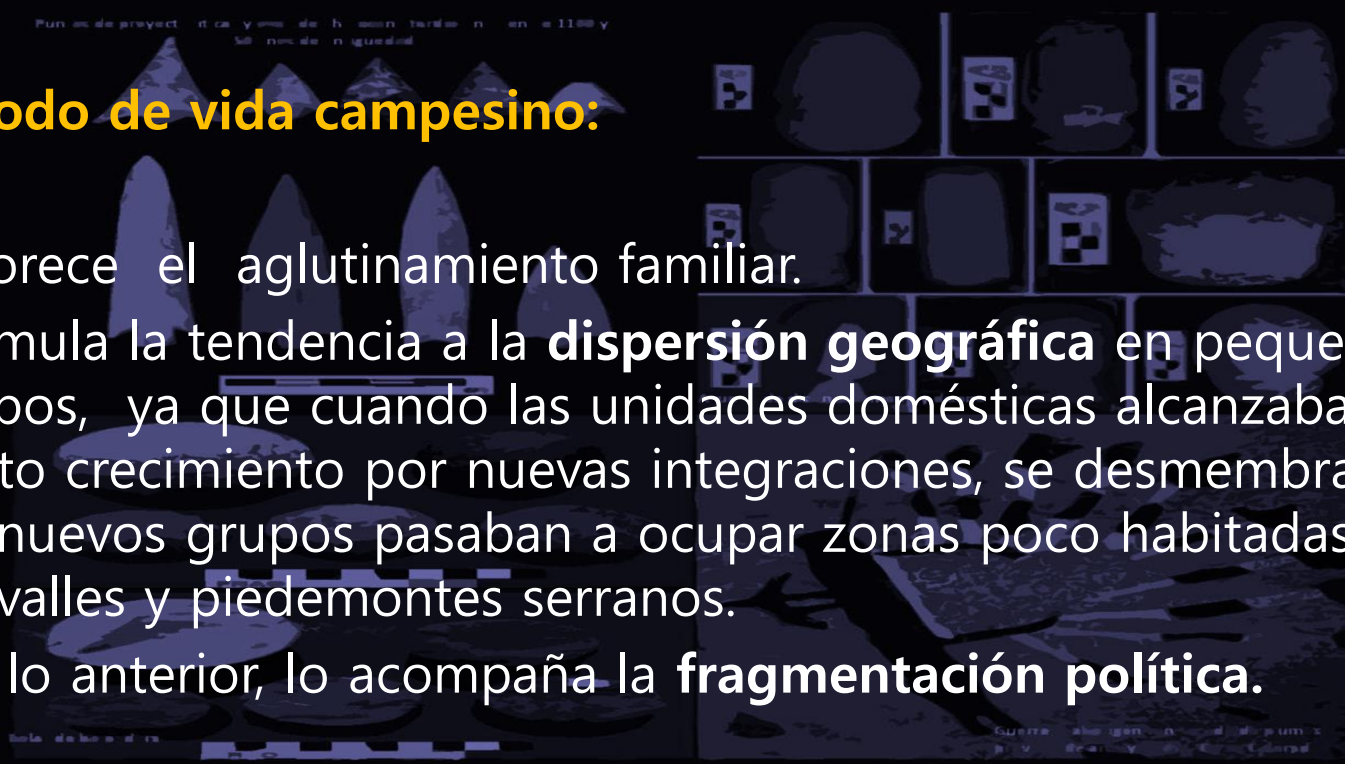 odo de vida campesino:
orece el aglutinamiento familiar.
mula la tendencia a la dispersión geográfica en peque
pos, ya que cuando las unidades domésticas alcanzaba
to crecimiento por nuevas integraciones, se desmembra
nuevos grupos pasaban a ocupar zonas poco habitadas
valles y piedemontes serranos.
lo anterior, lo acompaña la fragmentación política.